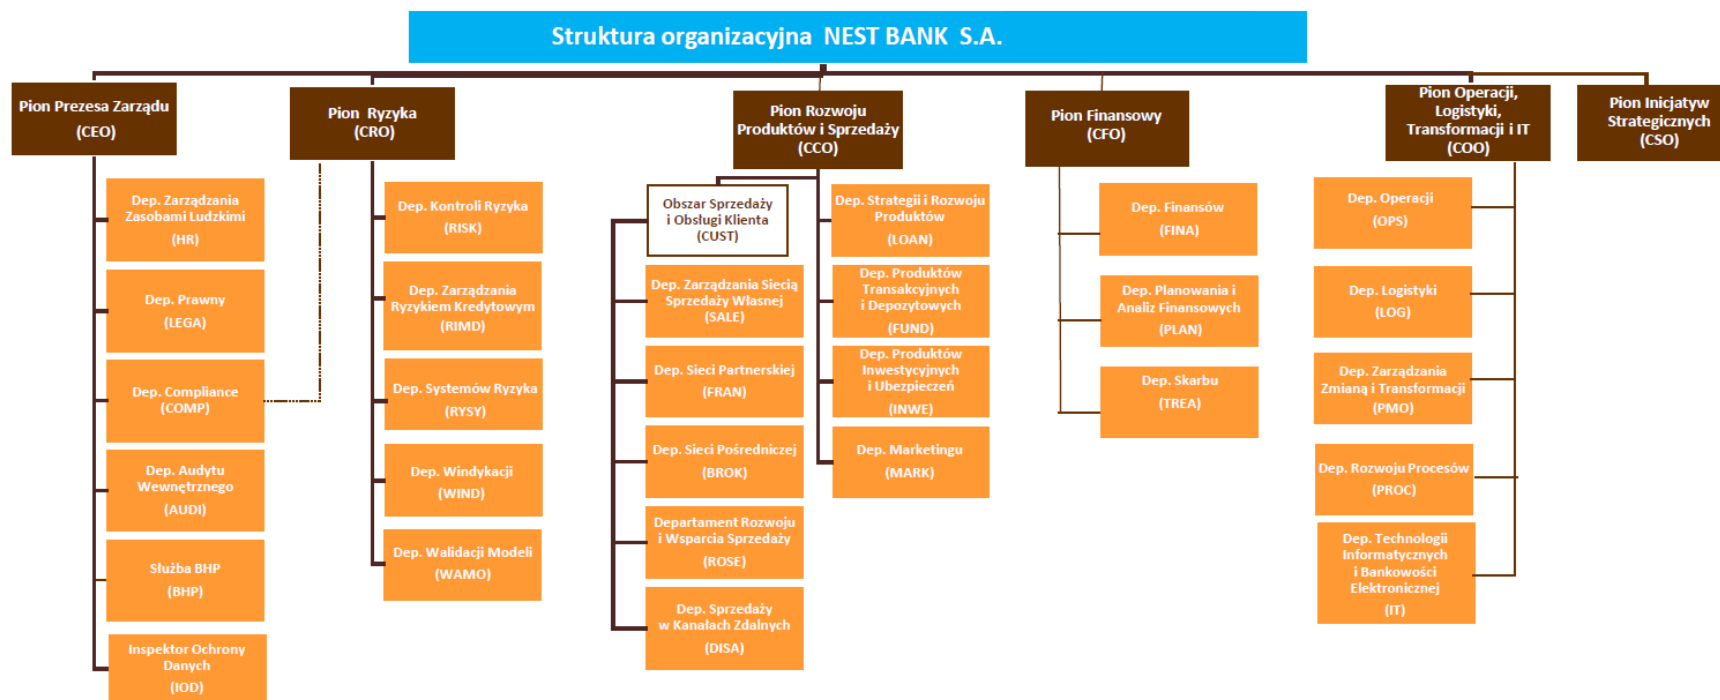 Struktura organizacyjna NEST BANK S.A.
Pion Prezesa Zarządu
(CEO)
Dep. Zarządzania
Zasobami Ludzkimi
(HR)
Dep. Prawny
(LEGA)
Dep. Compliance
(COMP)
Dep. Audytu
Wewnętrznego
(AUDI)
Służba BHP
(BHP)
Inspektor Ochrony
Danych
(IOD)
Pion Ryzyka
(CRO)
Dep. Kontroli Ryzyka
(RISK)
Dep. Zarządzania
Ryzykiem Kredytowym
(RIMD)
Dep. Systemów Ryzyka
(RYSY)
Dep. Windykacji
(WIND)
Dep. Walidacji Modeli
(WAMO)
Pion Rozwoju
Produktów i Sprzedaży
(CCO)
Obszar Sprzedaży
i Obsługi Klienta
(CUST)
Dep. Zarządzania Siecią
Sprzedaży Własnej
(SALE)
Dep. Sieci Partnerskiej
(FRAN)
Dep. Sieci Pośredniczej
(BROK)
Departament Rozwoju
i Wsparcia Sprzedaży
(ROSE)
Dep. Sprzedaży
w Kanałach Zdalnych
(DISA)
Dep. Strategii i Rozwoju
Produktów
(LOAN)
Dep. Produktów
Transakcyjnych
i Depozytowych
(FUND)
Dep. Produktów
Inwestycyjnych
i Ubezpieczeń
(INWE)
Dep. Marketingu
(MARK)
Pion Finansowy
(CFO)
Dep. Finansów
(FINA)
Dep. Planowania i
Analiz Finansowych
(PLAN)
Dep. Skarbu
(TREA)
Pion Operacji,
Logistyki,
Transformacji i IT
(COO)
Dep. Operacji
(OPS)
Dep. Logistyki
(LOG)
Dep. Zarządzania
Zmianą i Transformacji
(PMO)
Dep. Rozwoju Procesów
(PROC)
Dep. Technologii
Informatycznych
i Bankowości
Elektronicznej
(IT)
Pion Inicjatyw
Strategicznych
(CSO)